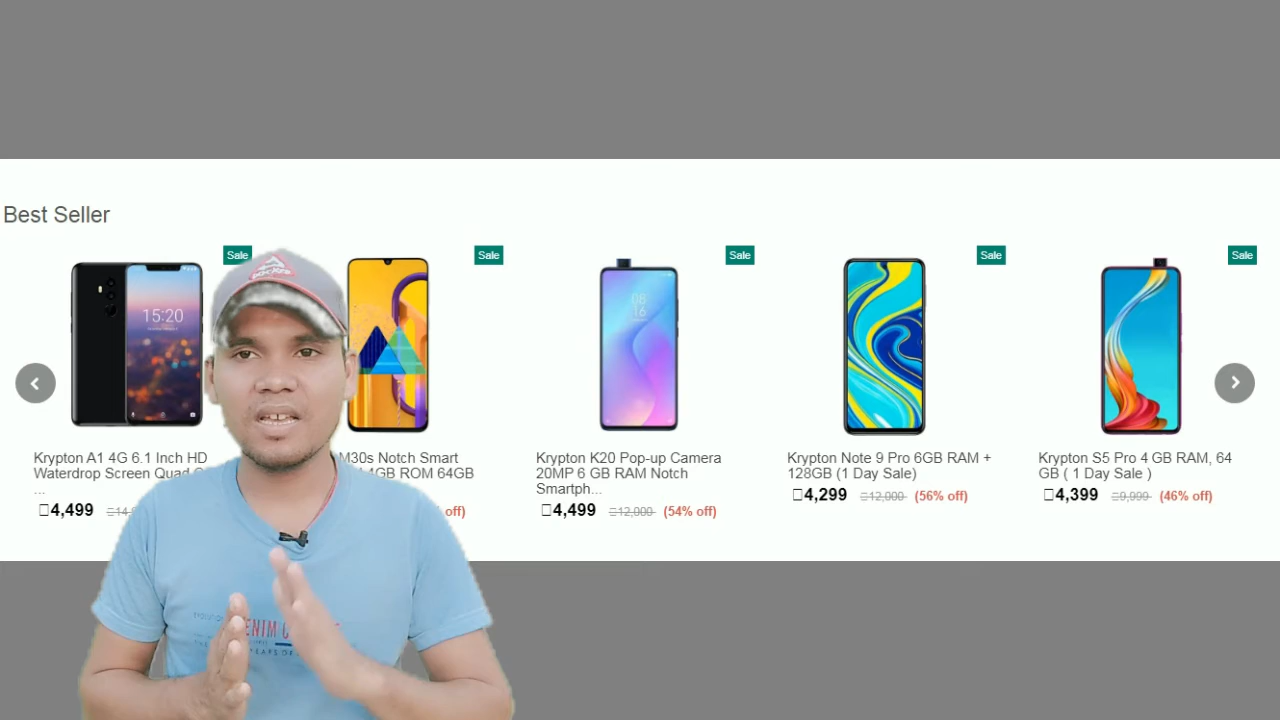 Best Seller
Sale
Sale
Sale
Sale
Sale
15:20
08
16
Krypton A1 4G 6.1 Inch HD
Waterdrop Screen Quad
...
4,499
M30s Notch Smart
4GB ROM 64GB
off)
Krypton K20 Pop-up Camera
20MP 6 GB RAM Notch
Smartph...
4,499 12,000 (54% off)
Krypton Note 9 Pro 6GB RAM +
128GB (1 Day Sale)
4,299 12,000 (56% off)
Krypton S5 Pro 4 GB RAM, 64
GB ( 1 Day Sale )
4,399 9,999 (46% off)